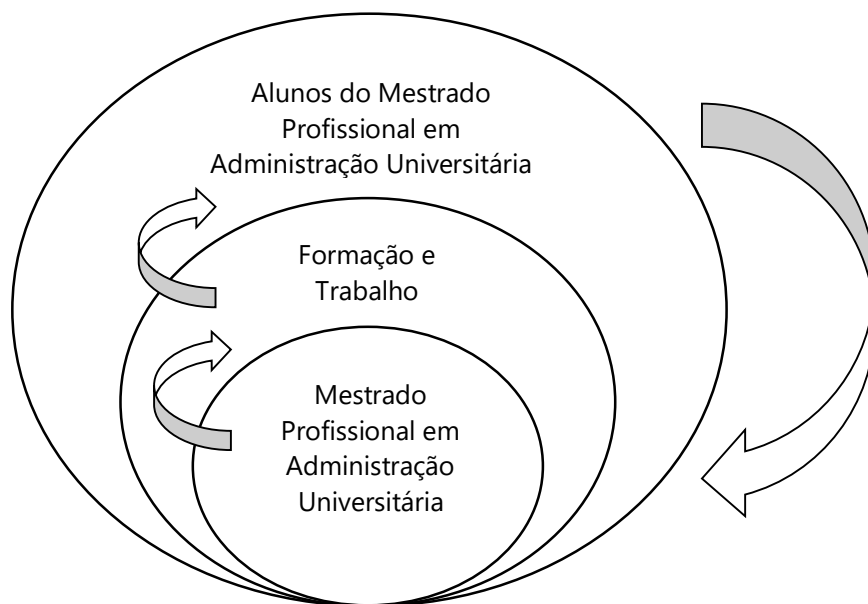 Alunos do Mestrado
Profissional em
Administração Universitária
Formação e
Trabalho
Mestrado
Profissional em
Administração
Universitária